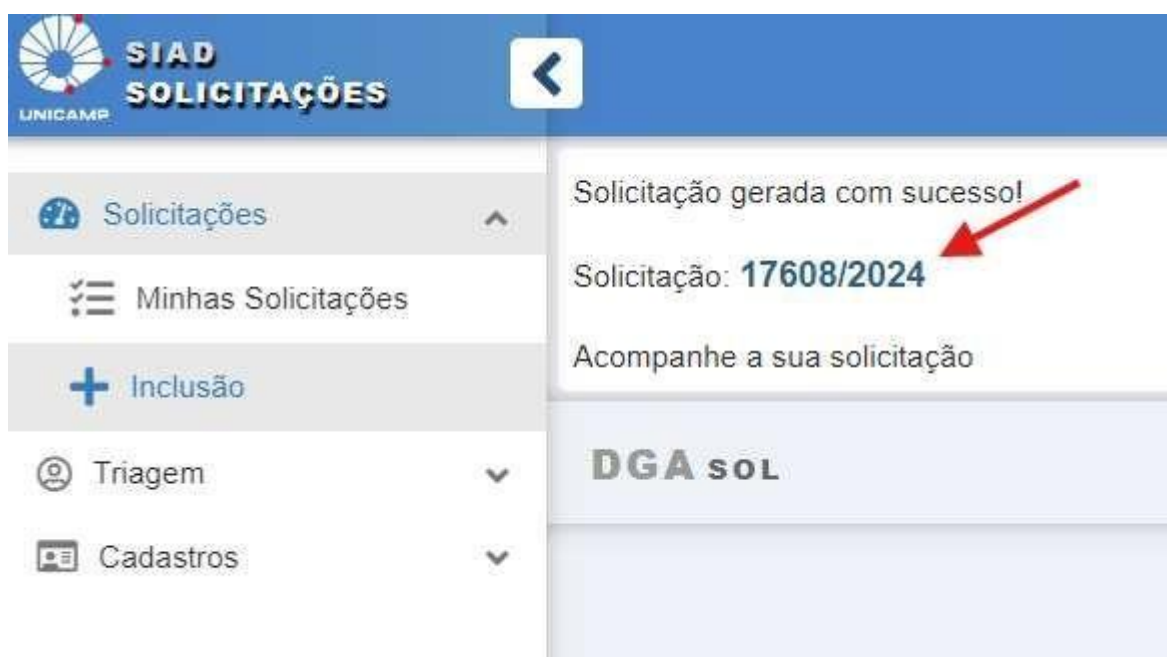 SIAD
SOLICITAÇÕES
UNICAMP
Solicitações
Minhas Solicitações
Inclusão
Triagem
Cadastros
Solicitação gerada com sucesso!
Solicitação: 17608/2024
Acompanhe a sua solicitação
DGA SOL